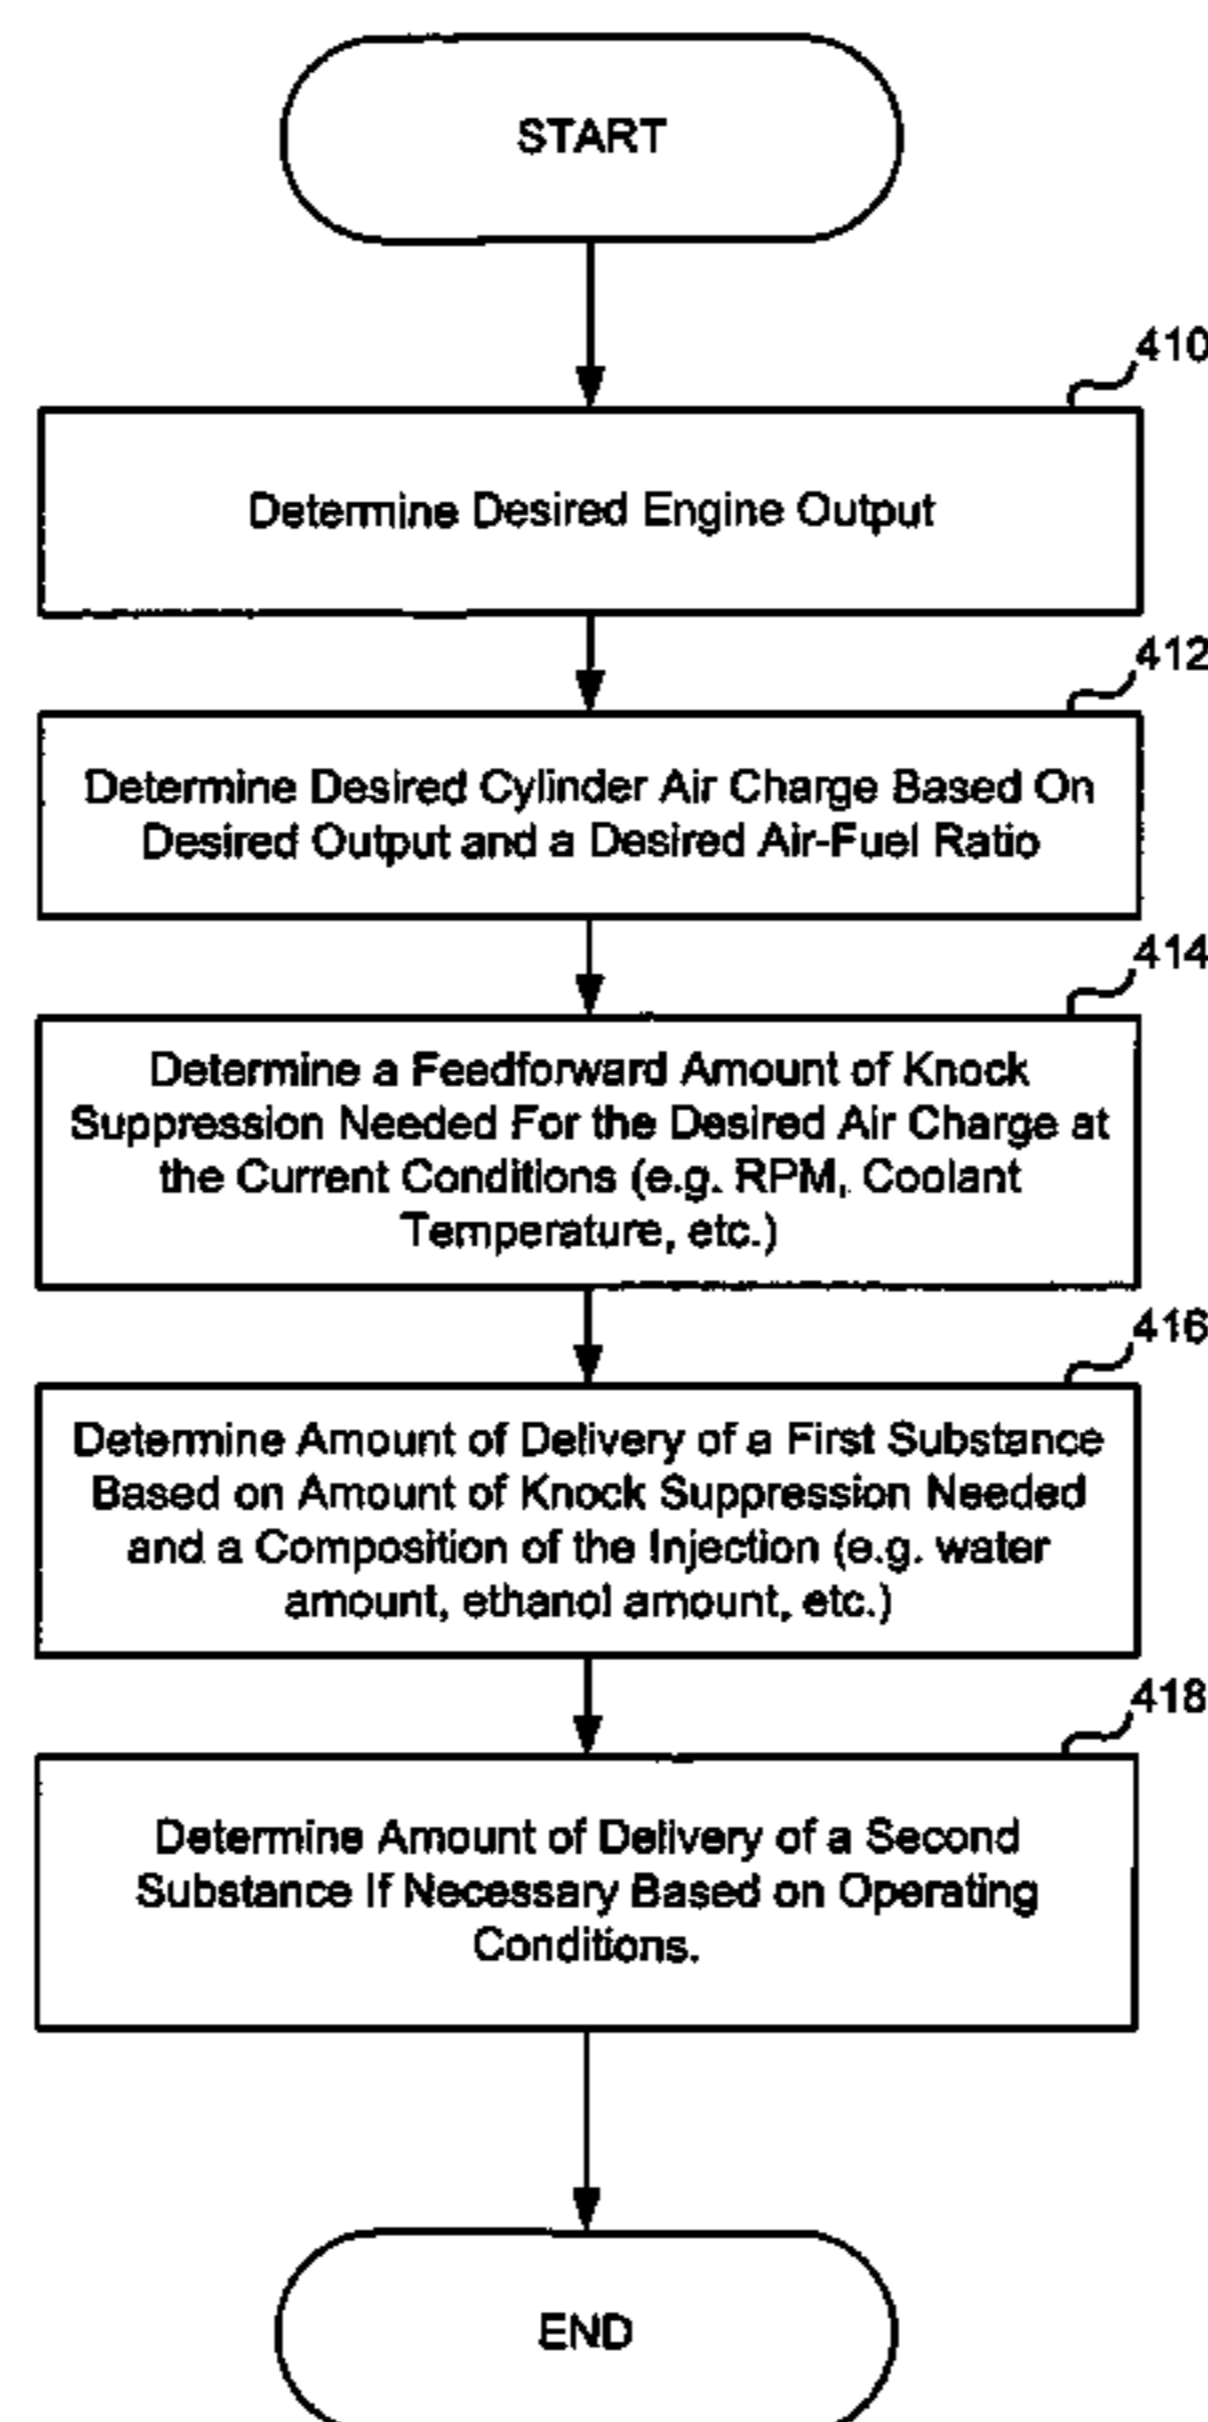 START
410
Determine Desired Engine Output
412
Determine Desired Cylinder Air Charge Based On
Desired Output and a Desired Air-Fuel Ratio
414
Determine a Feedforward Amount of Knock
Suppression Needed For the Desired Air Charge at
the Current Conditions (e.g. RPM, Coolant
Temperature, etc.)
416
Determine Amount of Delivery of a First Substance
Based on Amount of Knock Suppression Needed
and a Composition of the Injection (e.g. water
amount, ethanol amount, etc.)
418
Determine Amount of Delivery of a Second
Substance If Necessary Based on Operating
Conditions.
END